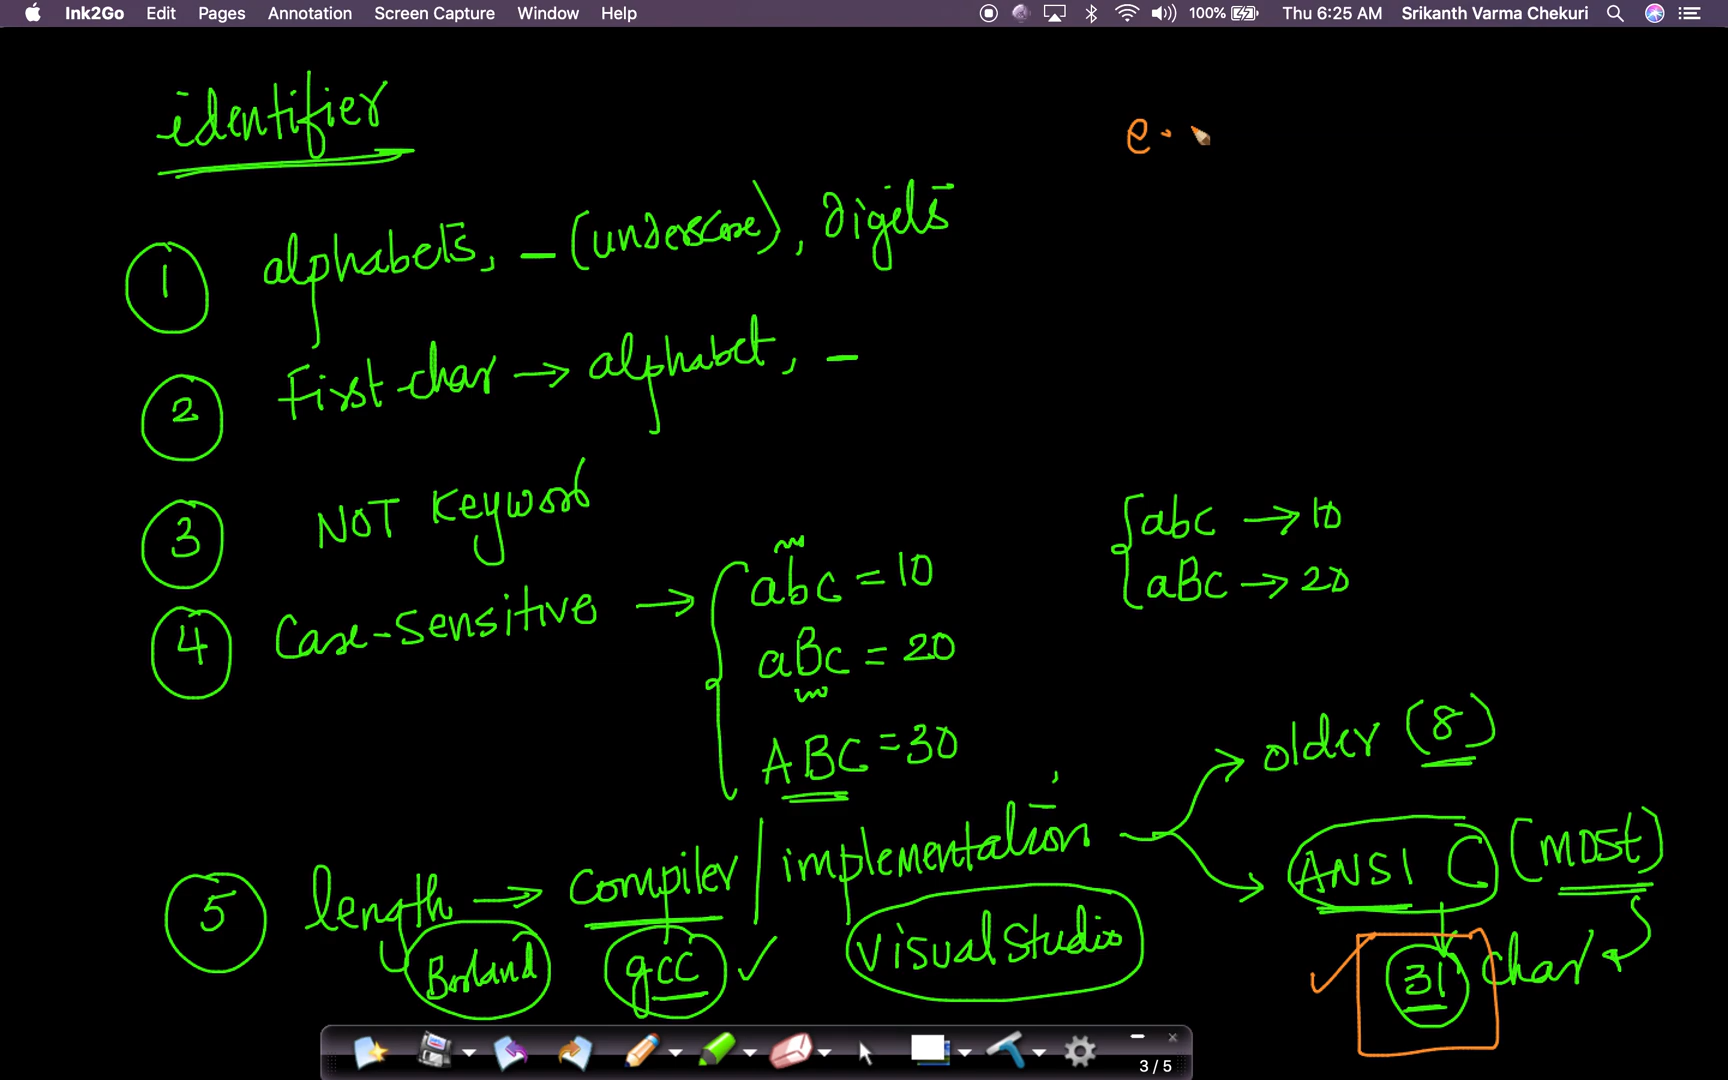 Ink2Go Edit Pages Annotation Screen Capture Window Help 100% Thu 6:25 AM Srikanth Varma Chekuri
identifier
e.
1 alphabets, _ (underscore), digits
2 First char → alphabet, _
3 NOT Keyword
4 Case-Sensitive → abc = 10
aBc = 20
ABC = 30
abc → 10
aBc → 20
5 length → compiler / implementation
older (8)
ANSI C (most)
31 char
Borland gcc ✓ visual studio
3 / 5